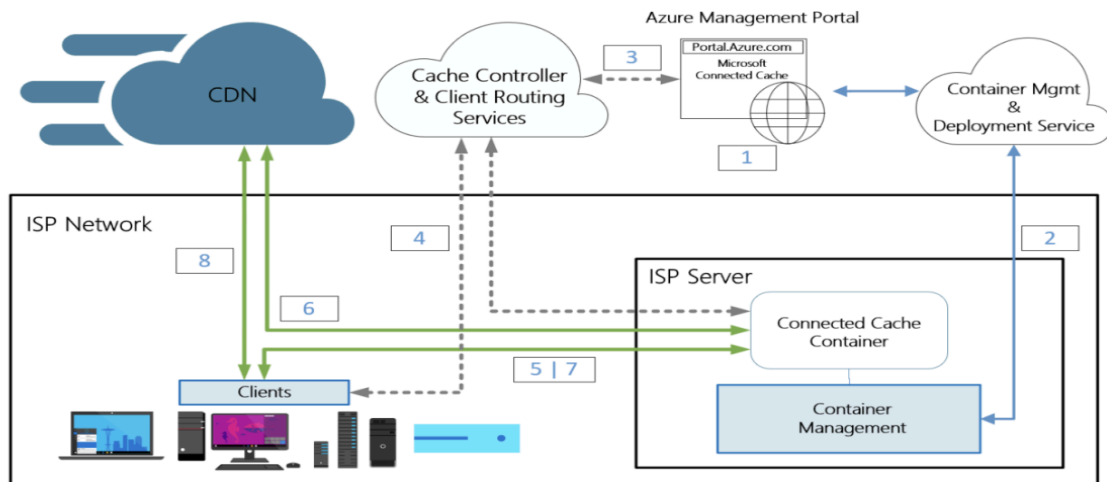 Azure Management Portal
Portal.Azure.com
Microsoft
Connected Cache
CDN
Cache Controller
& Client Routing
Services
3
Container Mgmt
&
Deployment Service
1
ISP Network
4
2
8
ISP Server
6
Connected Cache
Container
5 | 7
Clients
Container
Management